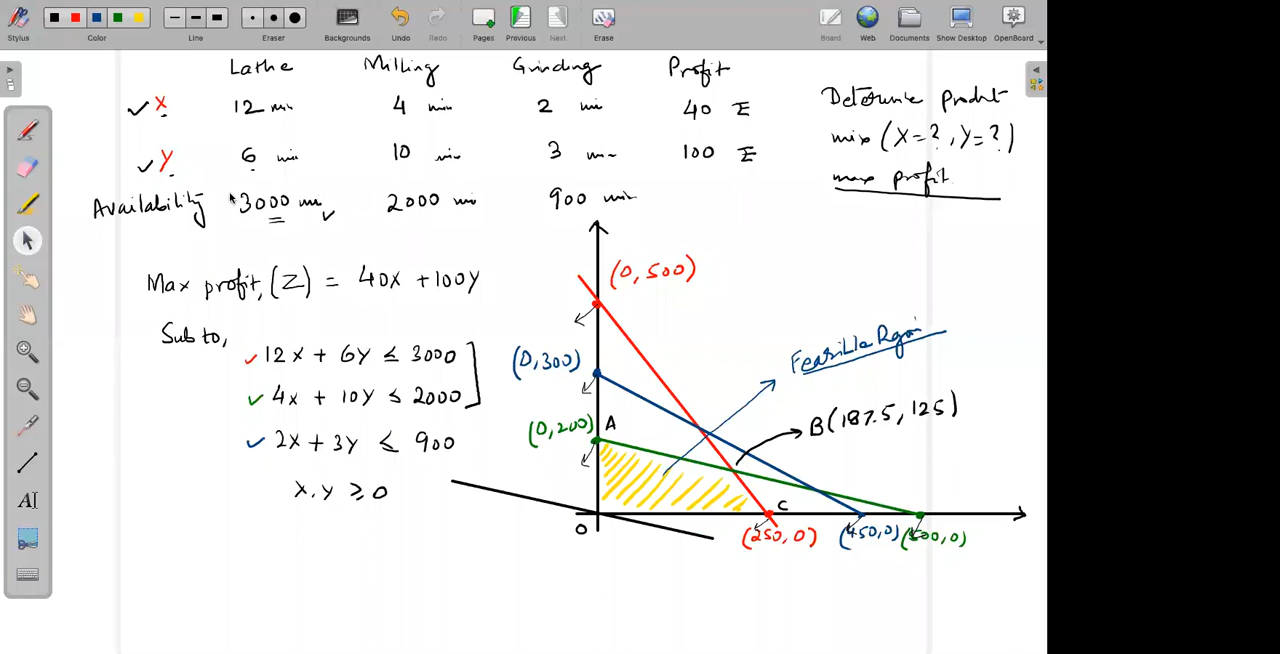 Stylus Color Line Eraser Backgrounds Undo Redo Pages Previous Next Erase Board Web Documents Show Desktop OpenBoard
Lathe Milling Grinding Profit
X 12 min 4 min 2 min 40 £
Y 6 min 10 min 3 min 100 £
Availability 3000 min 2000 min 900 min
Determine product
mix (X=?, Y=?)
max profit.
Max profit, (Z) = 40X + 100Y
Sub to,
12X + 6Y ≤ 3000
4X + 10Y ≤ 2000
2X + 3Y ≤ 900
X, Y ≥ 0
(0, 500)
(0, 300)
Feasible Region
(0, 200) A
B(187.5, 125)
O
C
(250, 0) (450, 0) (500, 0)